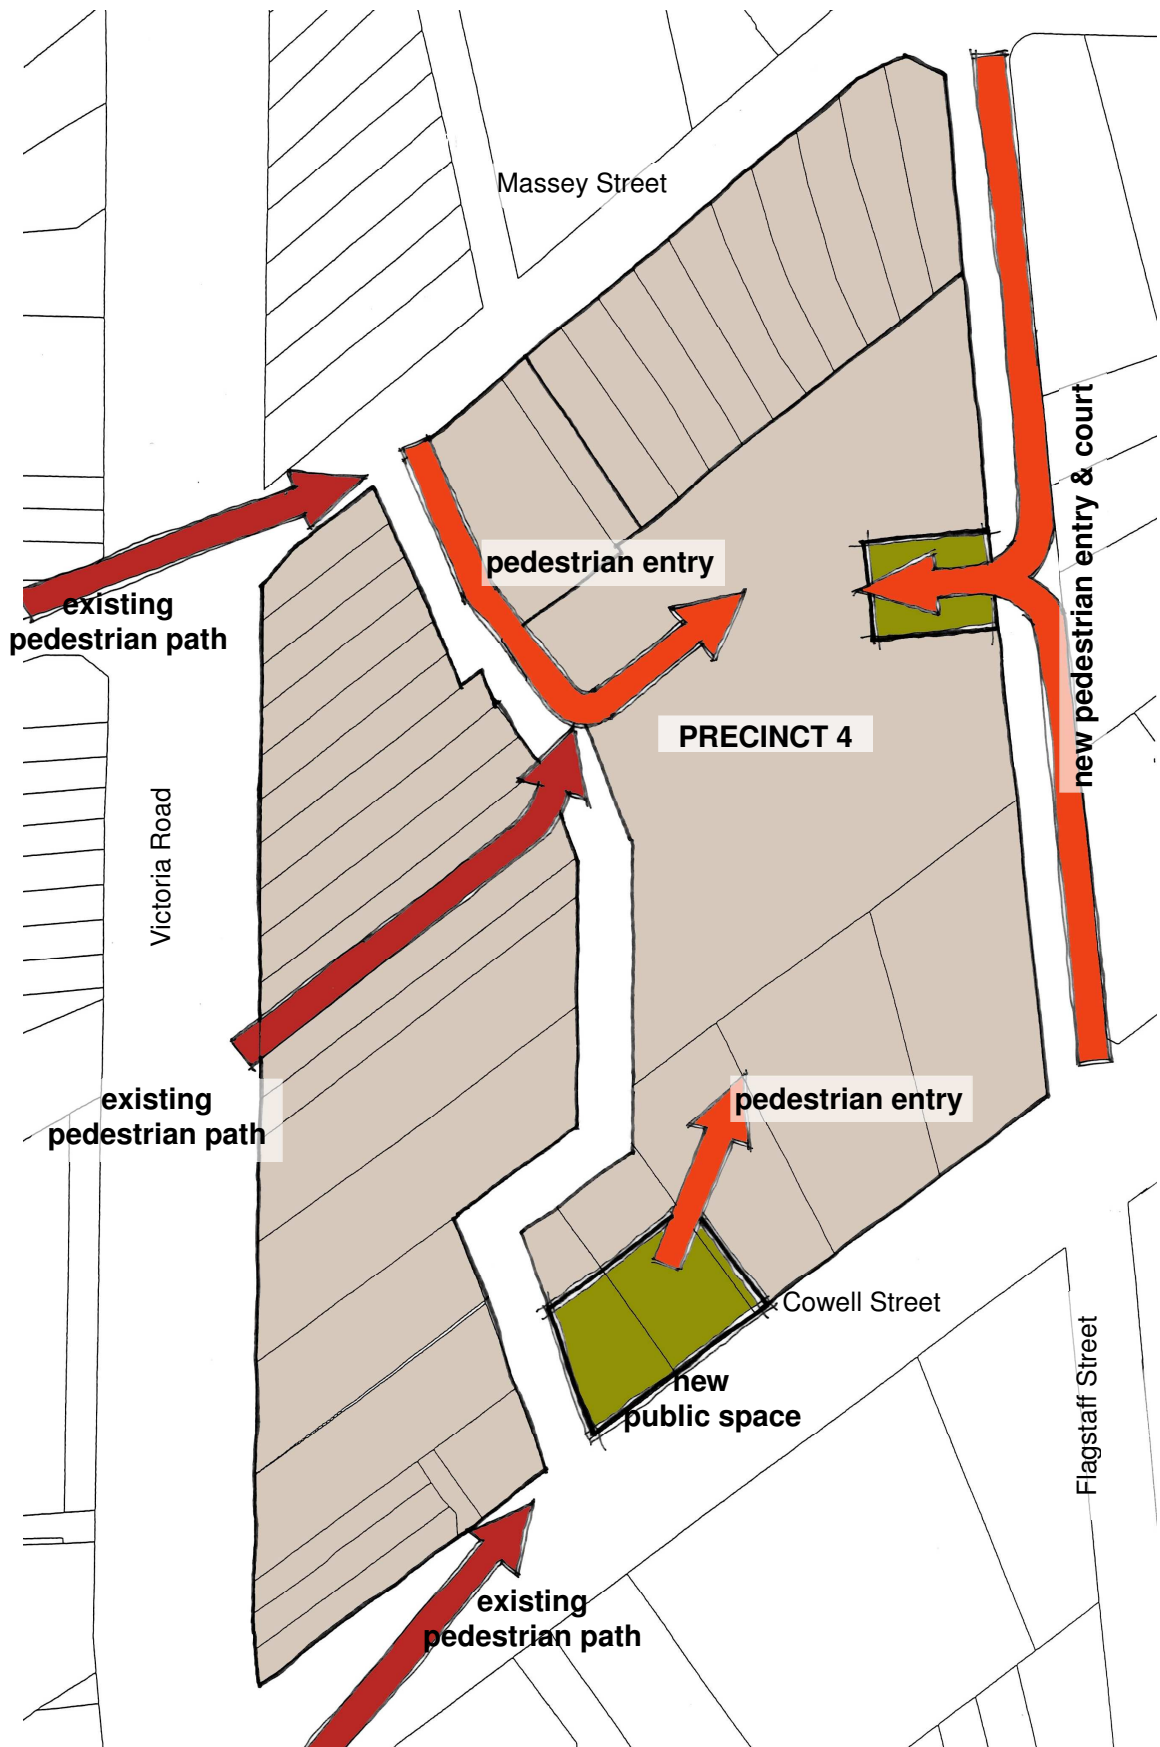 Massey Street
pedestrian entry
existing
pedestrian path
new pedestrian entry & court
PRECINCT 4
Victoria Road
existing
pedestrian path
pedestrian entry
Cowell Street
new
public space
Flagstaff Street
existing
pedestrian path